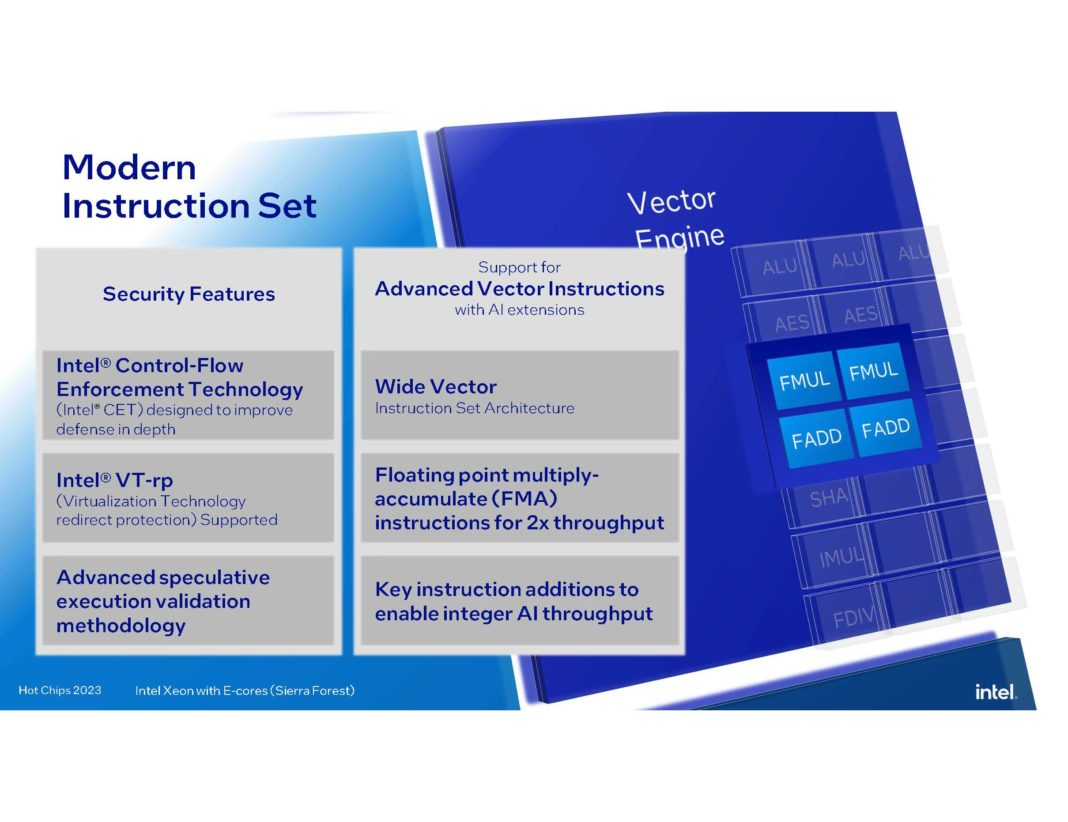 Modern
Instruction Set
Security Features
Intel® Control-Flow
Enforcement Technology
(Intel® CET) designed to improve
defense in depth
Intel® VT-rp
(Virtualization Technology
redirect protection) Supported
Advanced speculative
execution validation
methodology
Support for
Advanced Vector Instructions
with AI extensions
Wide Vector
Instruction Set Architecture
Floating point multiply-
accumulate (FMA)
instructions for 2x throughput
Key instruction additions to
enable integer AI throughput
Vector
Engine
ALU ALU ALU
AES AES
FMUL FMUL
FADD FADD
SHA
IMUL
FDIV
Hot Chips 2023 Intel Xeon with E-cores (Sierra Forest)
intel.